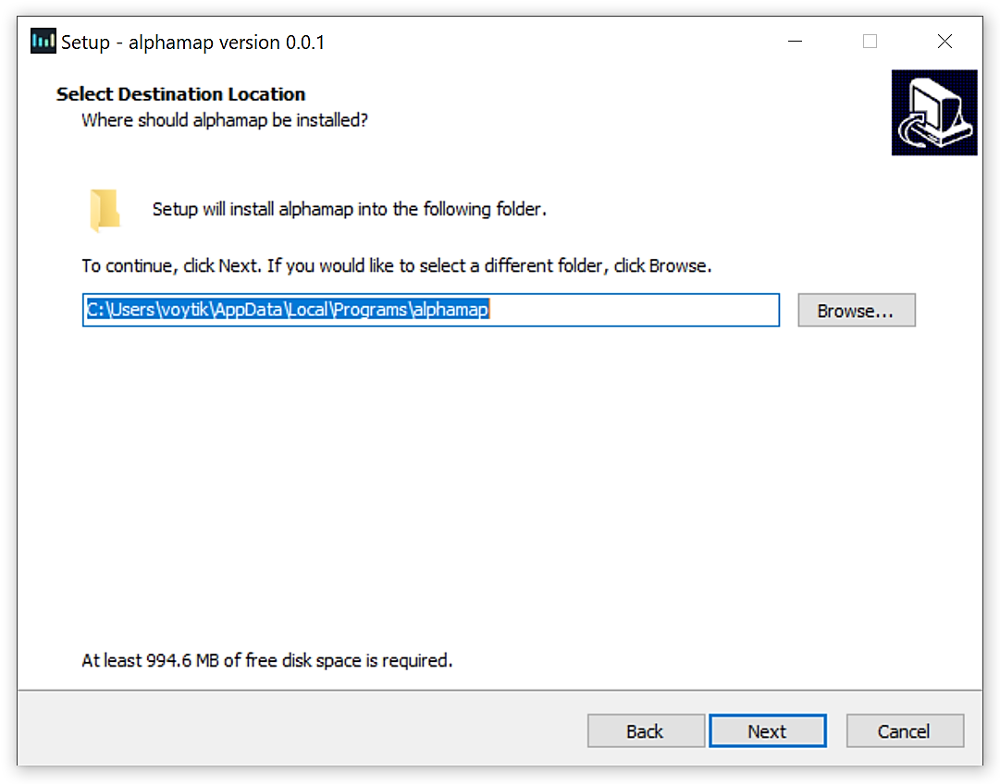 Setup - alphamap version 0.0.1
Select Destination Location
Where should alphamap be installed?
Setup will install alphamap into the following folder.
To continue, click Next. If you would like to select a different folder, click Browse.
C:\Users\voytik\AppData\Local\Programs\alphamap
Browse...
At least 994.6 MB of free disk space is required.
Back
Next
Cancel